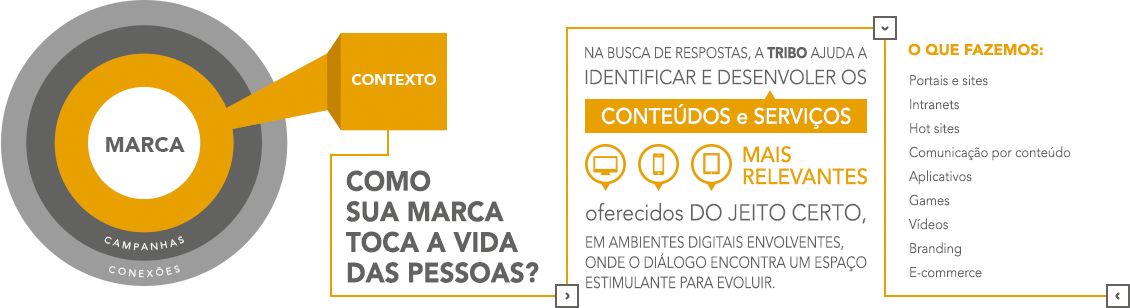 MARCA
CAMPANHAS
CONEXÕES
CONTEXTO
COMO
SUA MARCA
TOCA A VIDA
DAS PESSOAS?
NA BUSCA DE RESPOSTAS, A TRIBO AJUDA A
IDENTIFICAR E DESENVOLER OS
CONTEÚDOS e SERVIÇOS
MAIS
RELEVANTES
oferecidos DO JEITO CERTO,
EM AMBIENTES DIGITAIS ENVOLVENTES,
ONDE O DIÁLOGO ENCONTRA UM ESPAÇO
ESTIMULANTE PARA EVOLUIR.
O QUE FAZEMOS:
Portais e sites
Intranets
Hot sites
Comunicação por conteúdo
Aplicativos
Games
Vídeos
Branding
E-commerce